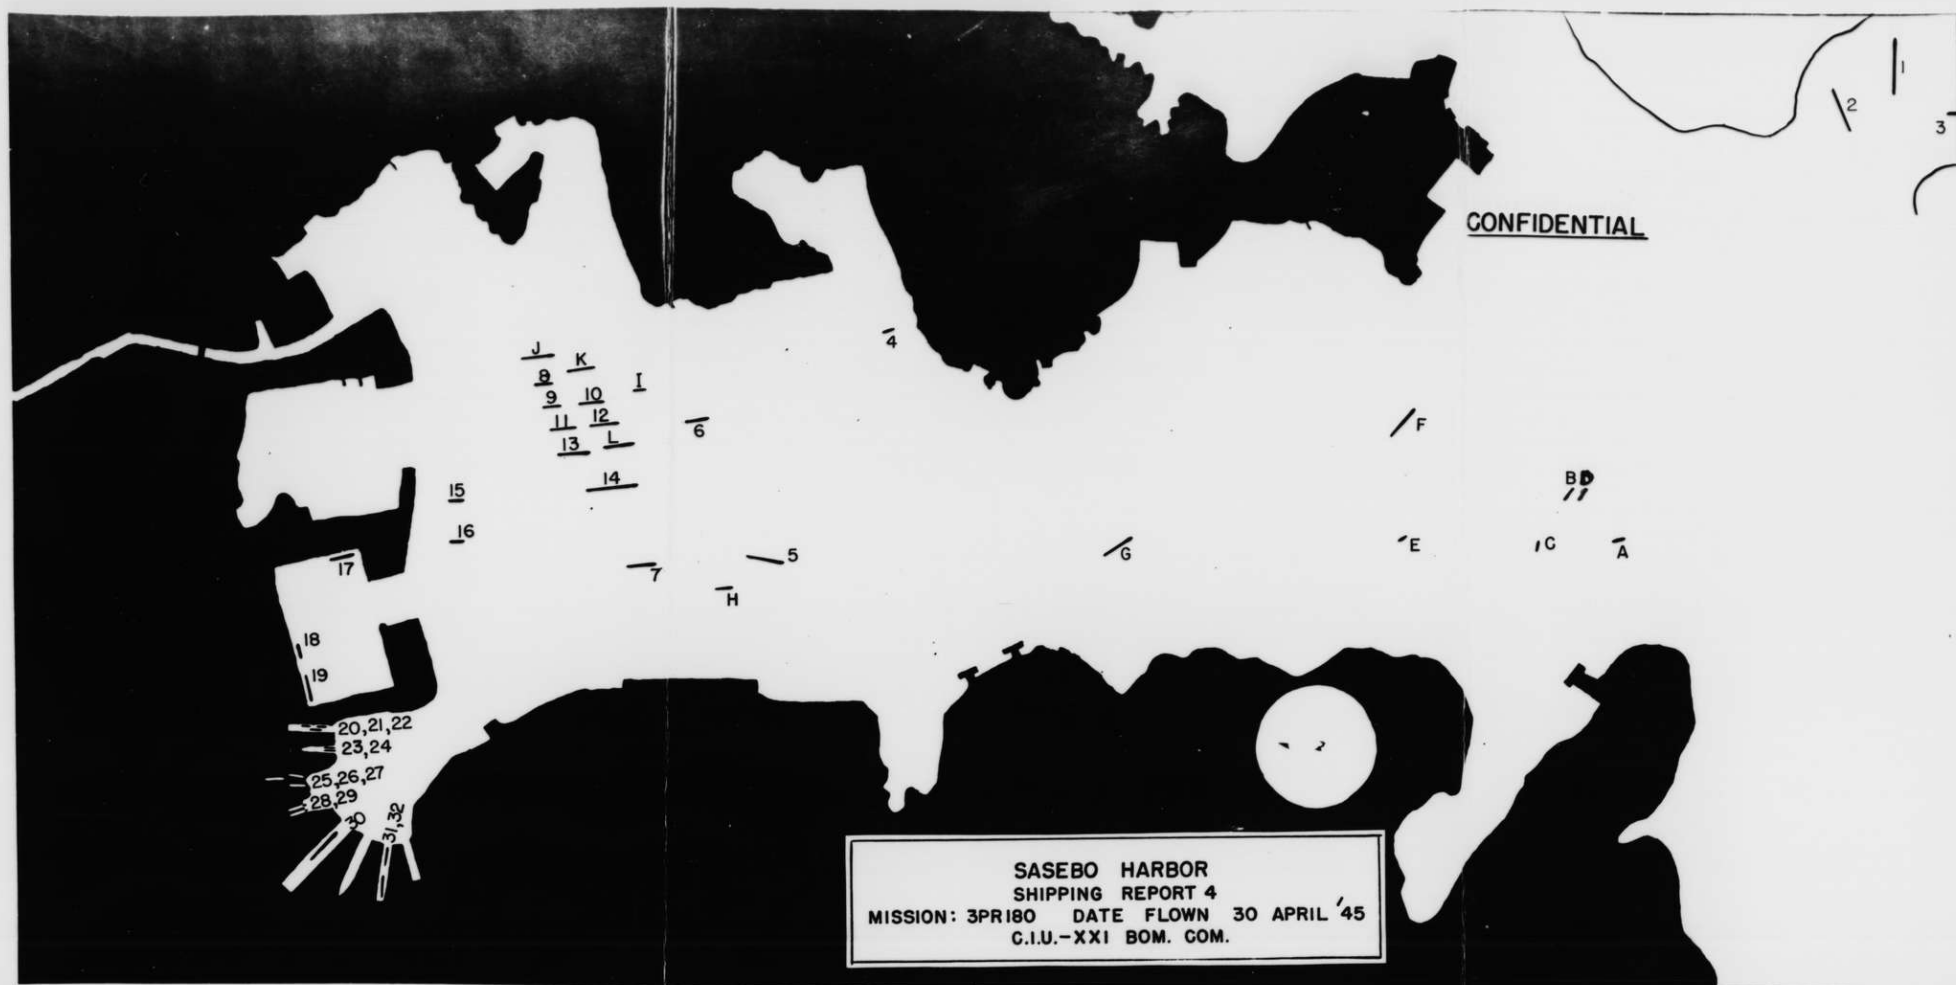 1
2
3
CONFIDENTIAL
4
J
K
8
I
9
10
11
12
6
F
13
L
14
B D
15
16
G
E
C
A
5
17
7
H
18
19
20,21,22
23,24
25,26,27
28,29
30
31,32
SASEBO HARBOR
SHIPPING REPORT 4
MISSION: 3PR180 DATE FLOWN 30 APRIL '45
C.I.U.-XXI BOM. COM.